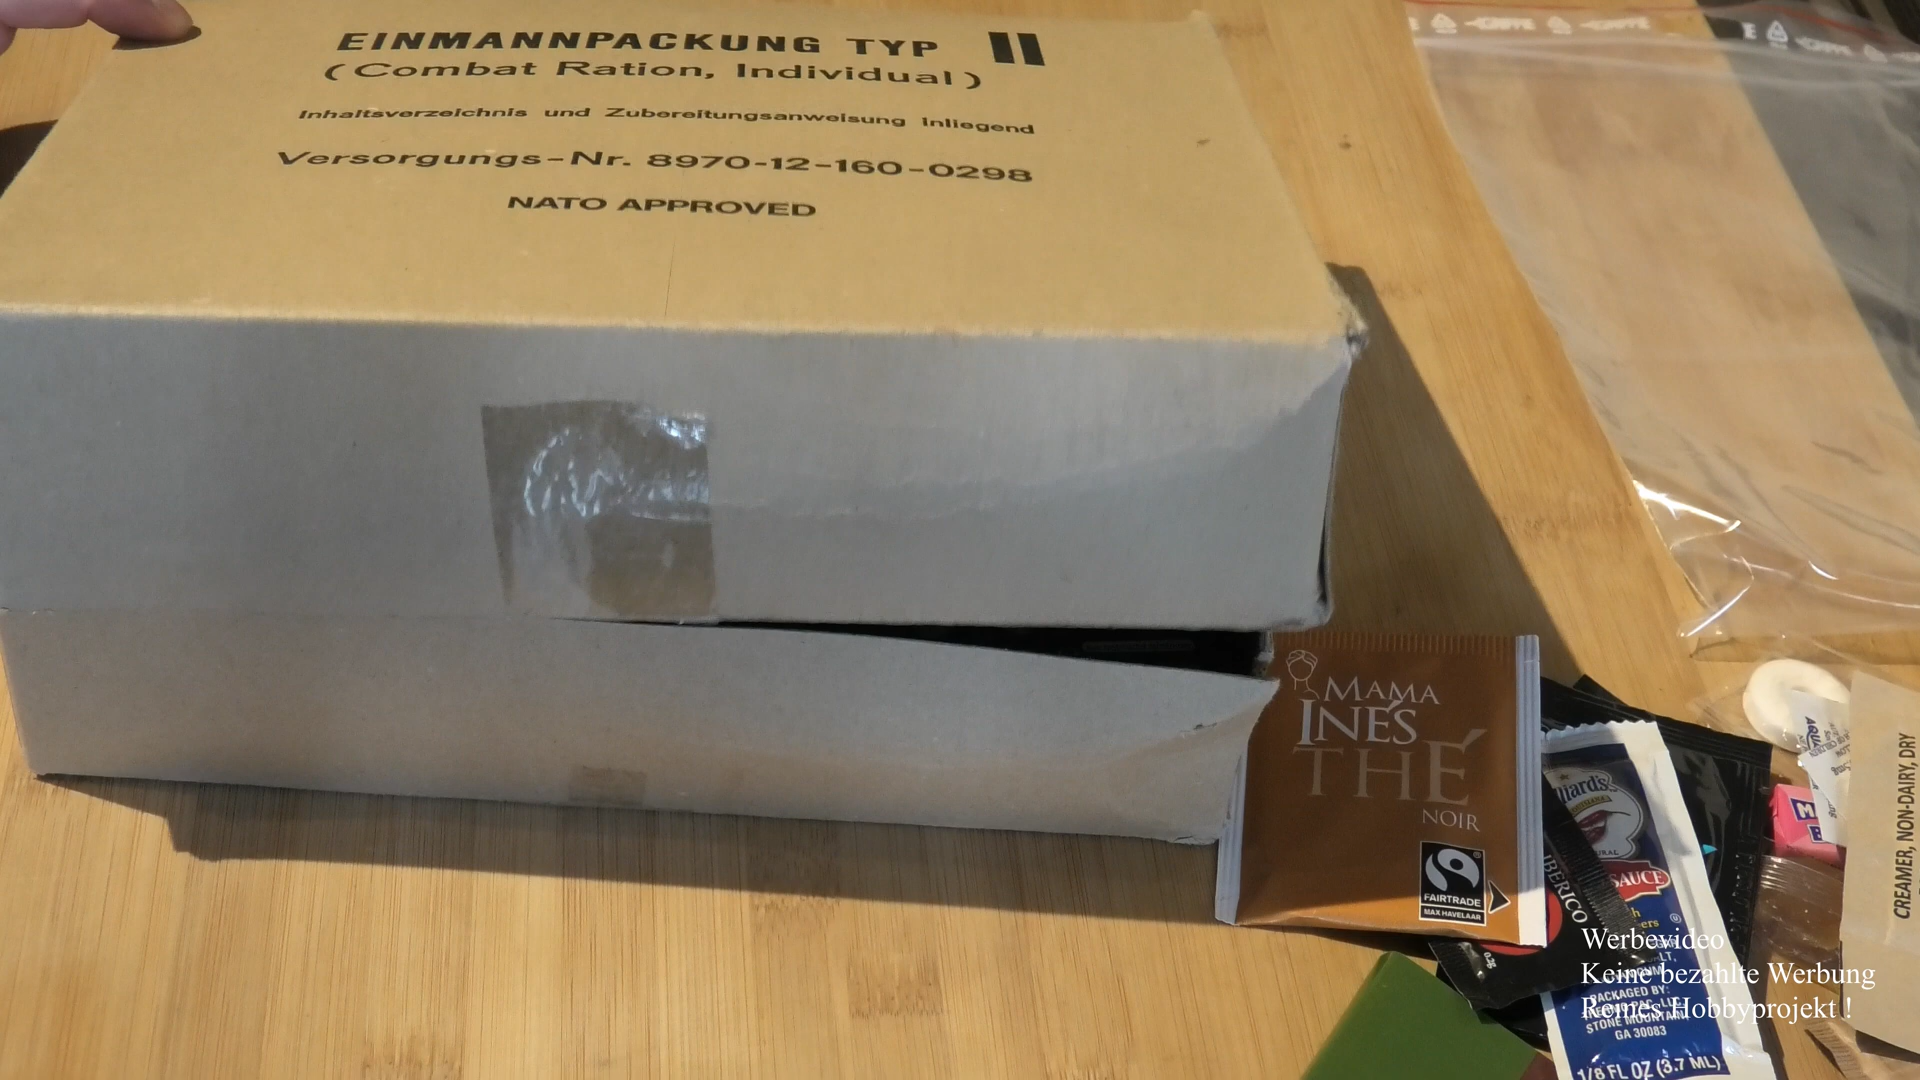 EINMANNPACKUNG TYP II
(Combat Ration, Individual)
Inhaltsverzeichnis und Zubereitungsanweisung Inliegend
Versorgungs-Nr. 8970-12-160-0298
NATO APPROVED
MAMA
INÉS
THÉ
NOIR
FAIRTRADE
MAX HAVELAAR
IBERICO
SAUCE
PACKAGED BY:
STONE MOUNTAIN
GA 30083
1/8 FL OZ (3.7 ML)
CREAMER, NON-DAIRY, DRY
Werbevideo
Keine bezahlte Werbung
Reines Hobbyprojekt !